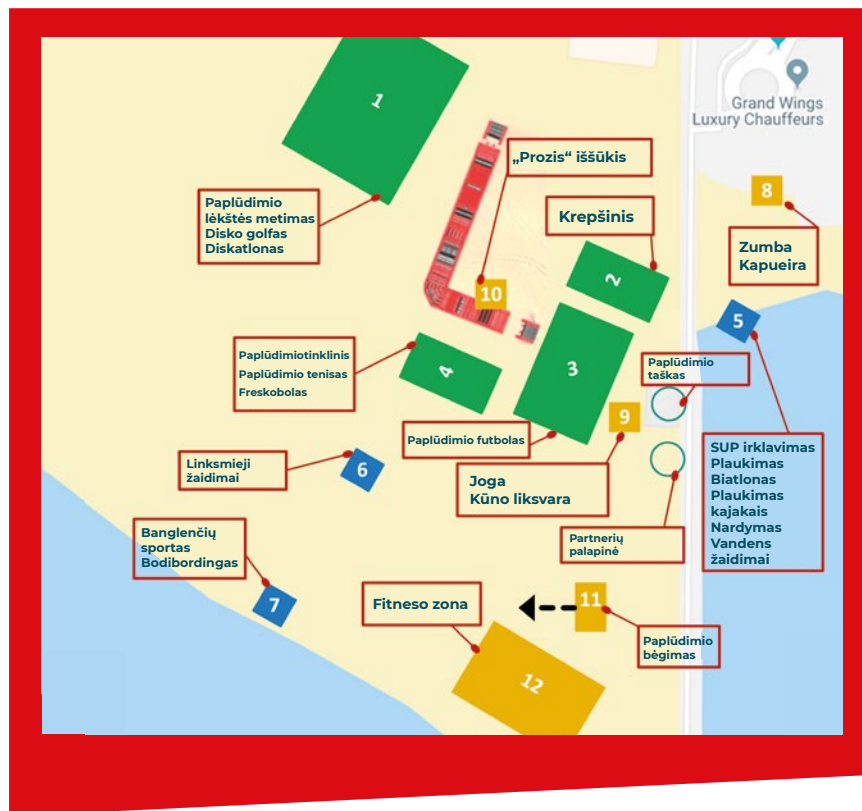 Grand Wings
Luxury Chauffeurs
1
„Prozis“ iššūkis
8
Paplūdimio
lėkštės metimas
Disko golfas
Diskatlonas
Krepšinis
Zumba
Kapueira
2
10
5
Paplūdimiotinklinis
Paplūdimio tenisas
Freskobolas
4
3
Paplūdimio
taškas
9
Paplūdimio futbolas
Linksmieji
žaidimai
6
Joga
Kūno liksvara
SUP irklavimas
Plaukimas
Biatlonas
Plaukimas
kajakais
Nardymas
Vandens
žaidimai
Banglenčių
sportas
Bodibordingas
Partnerių
palapinė
7
Fitneso zona
11
Paplūdimio
bėgimas
12